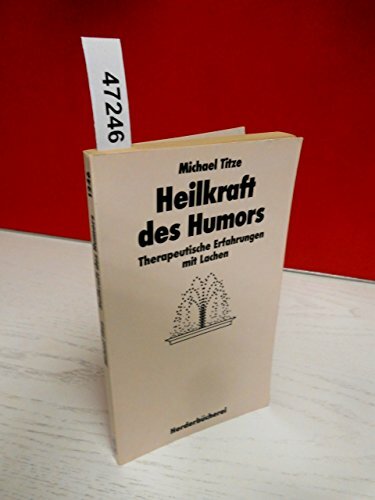 47246
Michael Titze
Heilkraft
des Humors
Therapeutische Erfahrungen
mit Lachen
Herderbücherei